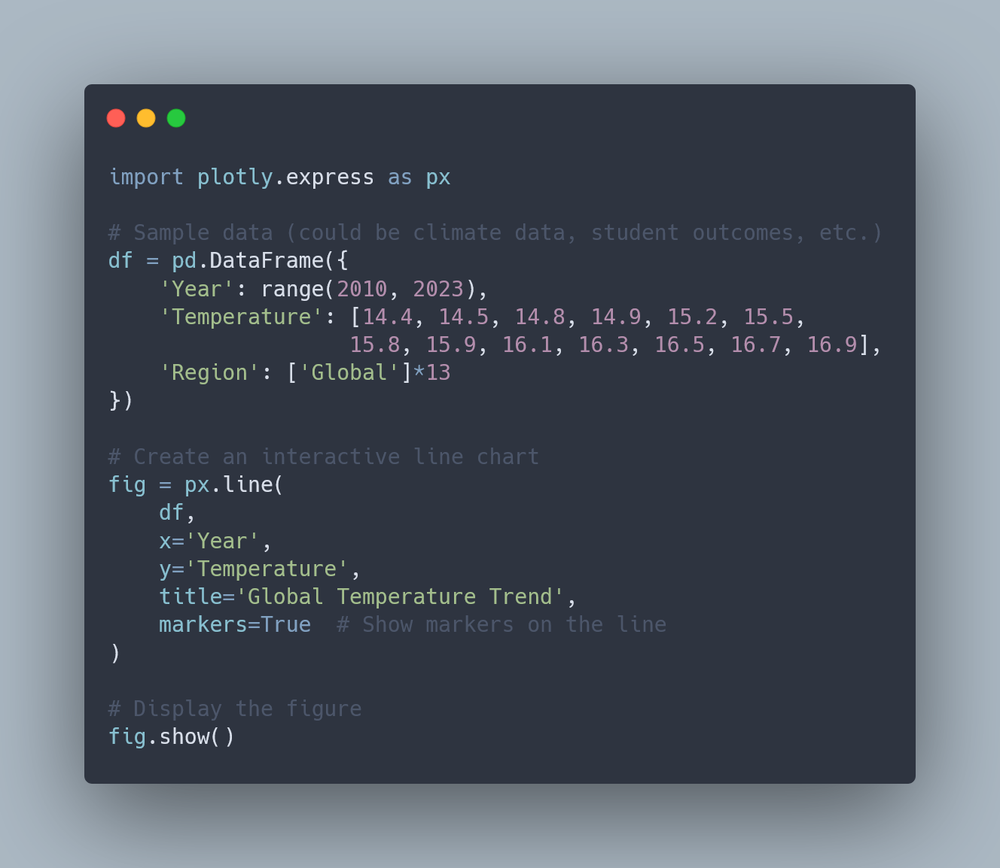 import plotly.express as px

# Sample data (could be climate data, student outcomes, etc.)
df = pd.DataFrame({
    'Year': range(2010, 2023),
    'Temperature': [14.4, 14.5, 14.8, 14.9, 15.2, 15.5,
                   15.8, 15.9, 16.1, 16.3, 16.5, 16.7, 16.9],
    'Region': ['Global']*13
})

# Create an interactive line chart
fig = px.line(
    df,
    x='Year',
    y='Temperature',
    title='Global Temperature Trend',
    markers=True  # Show markers on the line
)

# Display the figure
fig.show()